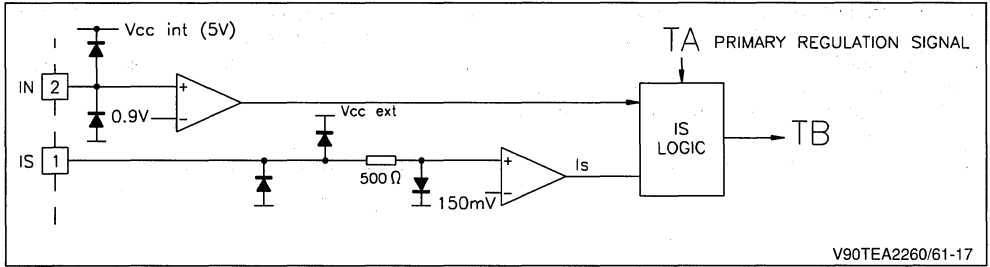 Vcc int (5V)
TA PRIMARY REGULATION SIGNAL
IN 2
+
0.9V
−
Vcc ext
IS
LOGIC
TB
IS 1
500 Ω
+
Is
150mV
−
V90TEA2260/61-17